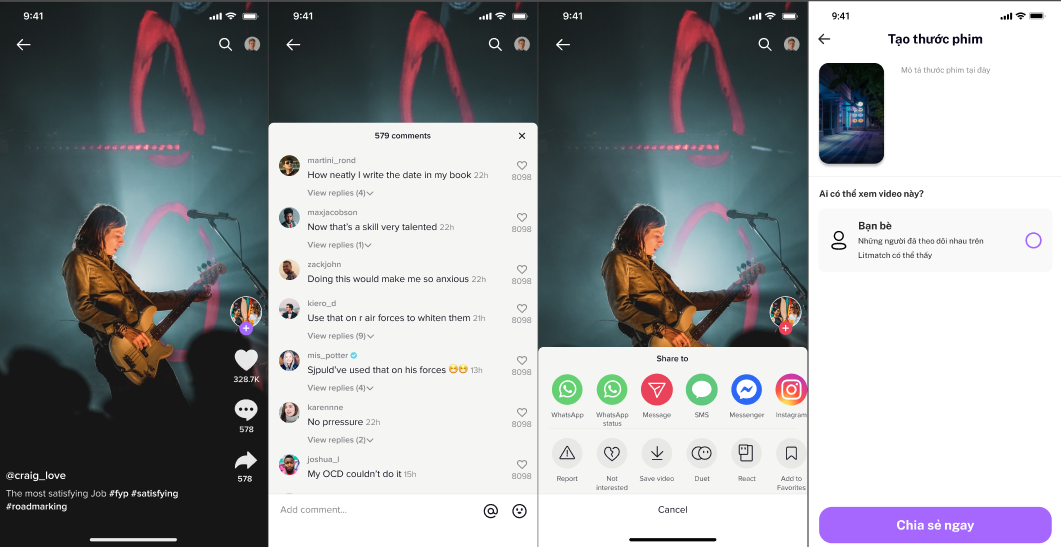 9:41
@craig_love
The most satisfying Job #fyp #satisfying
#roadmarking
328.7K
578
578
9:41
579 comments
martini_rond
How neatly I write the date in my book 22h
View replies (4)
8098
maxjacobson
Now that's a skill very talented 22h
View replies (1)
8098
zackjohn
Doing this would make me so anxious 22h
8098
kiero_d
Use that on r air forces to whiten them 21h
View replies (9)
8098
mis_potter
Sjpuld've used that on his forces 😍😍 13h
View replies (4)
8098
karennne
No prressure 22h
View replies (2)
8098
joshua_l
My OCD couldn't do it 15h
8098
Add comment...
9:41
Share to
WhatsApp
WhatsApp
status
Message
SMS
Messenger
Instagram
Report
Not
interested
Save video
Duet
React
Add to
Favorites
Cancel
9:41
Tạo thước phim
Mô tả thước phim tại đây
Ai có thể xem video này?
Bạn bè
Những người đã theo dõi nhau trên
Litmatch có thể thấy
Chia sẻ ngay